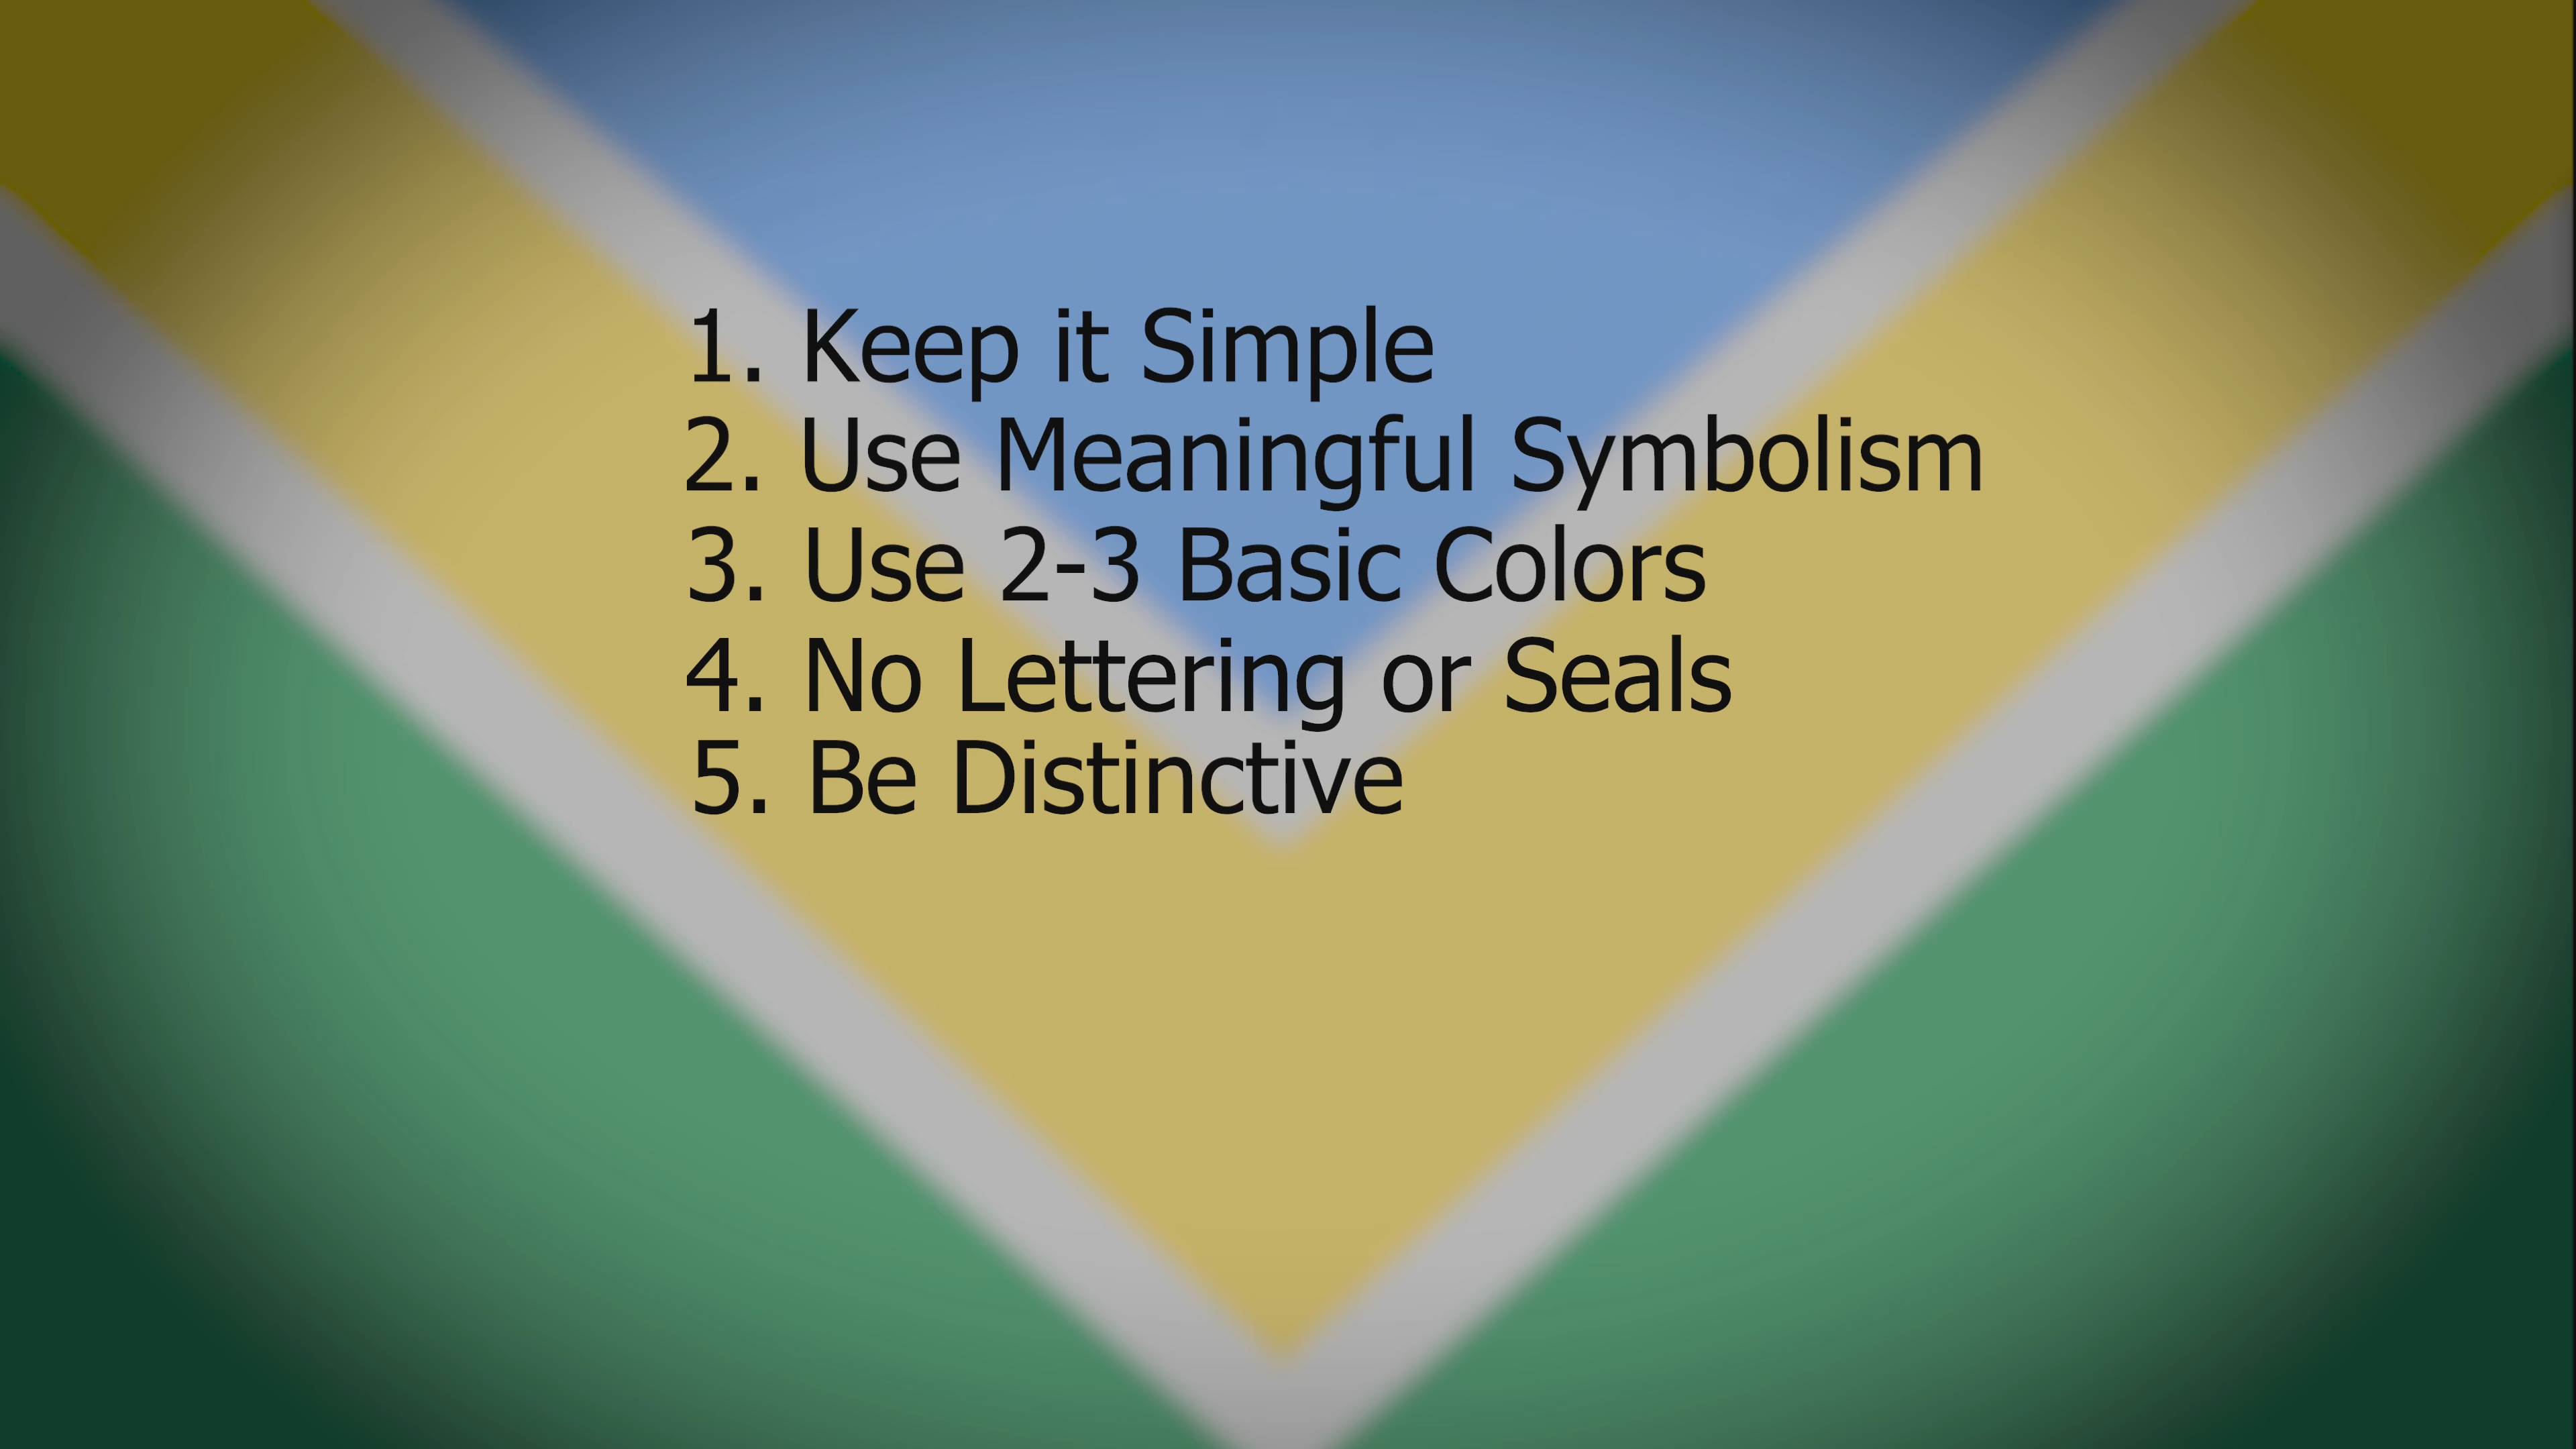 1. Keep it Simple
2. Use Meaningful Symbolism
3. Use 2-3 Basic Colors
4. No Lettering or Seals
5. Be Distinctive